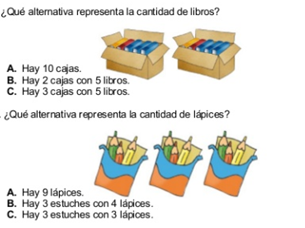 ¿Qué alternativa representa la cantidad de libros?
A. Hay 10 cajas.
B. Hay 2 cajas con 5 libros.
C. Hay 3 cajas con 5 libros.
. ¿Qué alternativa representa la cantidad de lápices?
A. Hay 9 lápices.
B. Hay 3 estuches con 4 lápices.
C. Hay 3 estuches con 3 lápices.